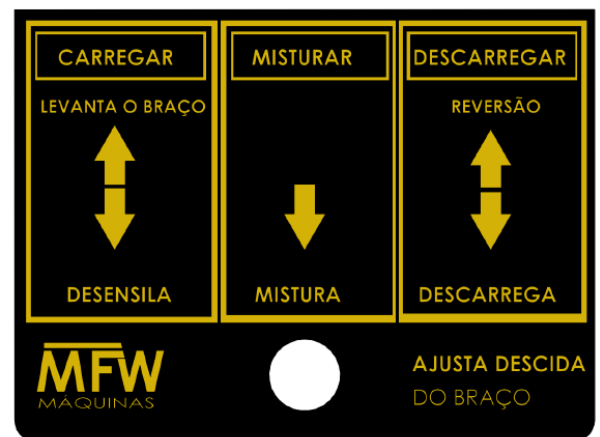 CARREGAR
LEVANTA O BRAÇO
DESENSILA
MISTURAR
MISTURA
DESCARREGAR
REVERSÃO
DESCARREGA
MFW
MÁQUINAS
AJUSTA DESCIDA
DO BRAÇO